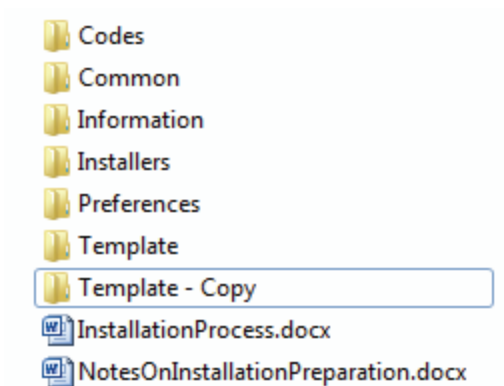 Codes
Common
Information
Installers
Preferences
Template
Template - Copy
InstallationProcess.docx
NotesOnInstallationPreparation.docx